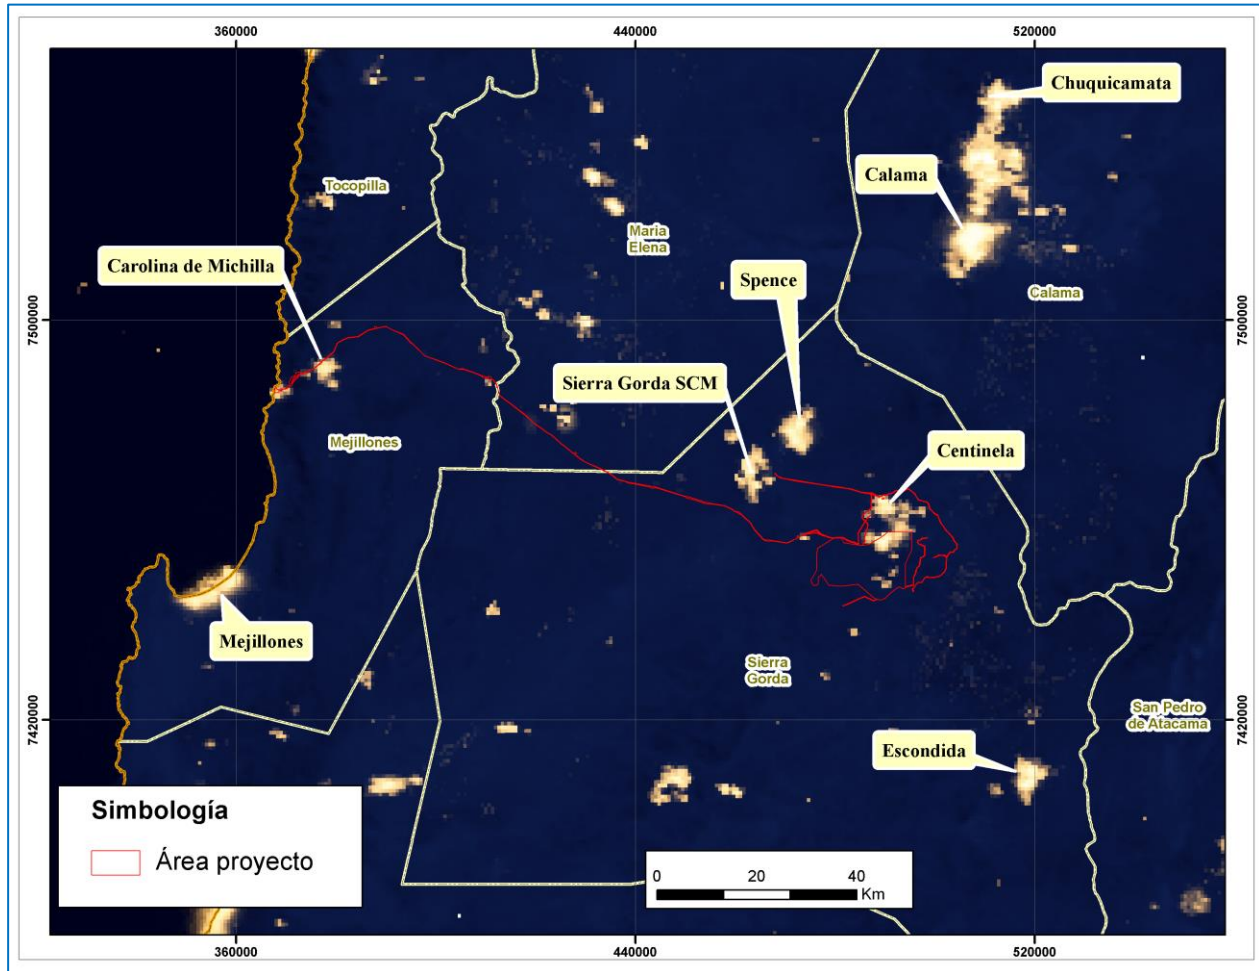 360000
440000
520000
Chuquicamata
Tocopilla
Calama
Maria
Elena
Carolina de Michilla
Spence
Calama
7500000
7500000
Sierra Gorda SCM
Mejillones
Centinela
Mejillones
Sierra
Gorda
San Pedro
de Atacama
7420000
7420000
Escondida
Simbología
Área proyecto
0
20
40
Km
360000
440000
520000